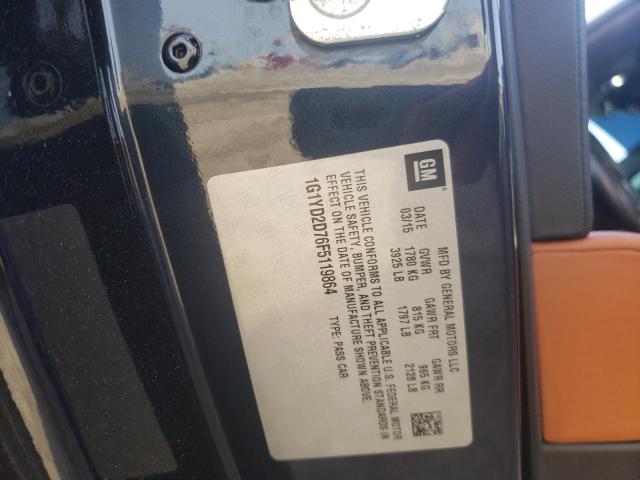 GM
MFD BY GENERAL MOTORS LLC
DATE GVWR GAWR FRT GAWR RR
03/15 1780 KG 815 KG 965 KG
3925 LB 1797 LB 2128 LB
THIS VEHICLE CONFORMS TO ALL APPLICABLE U.S. FEDERAL MOTOR
VEHICLE SAFETY, BUMPER, AND THEFT PREVENTION STANDARDS IN
EFFECT ON THE DATE OF MANUFACTURE SHOWN ABOVE.
1G1YD2D76F5119864 TYPE: PASS CAR